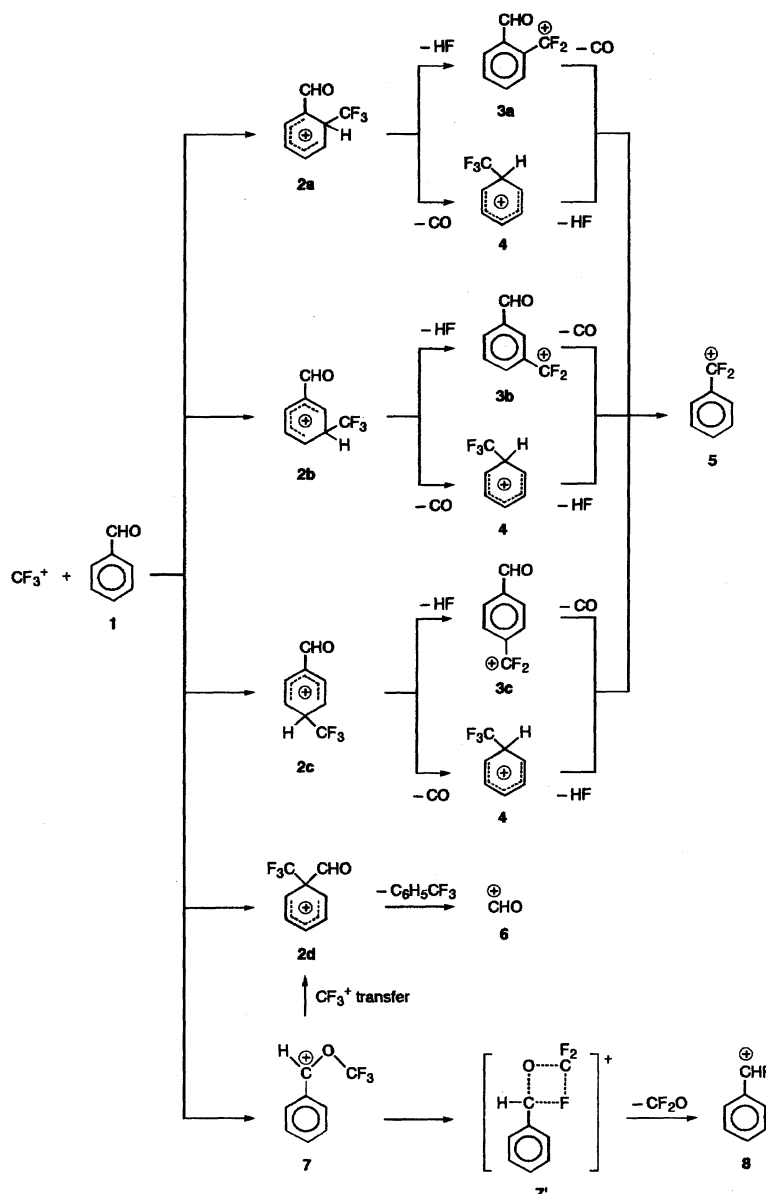 CHO
⊕
CF₂
– HF
– CO
3a
CHO
CF₃
H
⊕
2a
F₃C
H
⊕
– CO
4
– HF
CHO
– HF
– CO
⊕
CF₂
3b
CHO
⊕
CF₃
H
2b
F₃C
H
⊕
– CO
4
– HF
⊕
CF₂
5
CHO
CF₃⁺ +
1
CHO
– HF
– CO
⊕CF₂
3c
CHO
⊕
H
CF₃
2c
F₃C
H
⊕
– CO
4
– HF
F₃C
CHO
⊕
2d
– C₆H₅CF₃
⊕
CHO
6
CF₃⁺ transfer
H
⊕
C
O
CF₃
7
F₂
O
C
H
C
F
+
7'
– CF₂O
⊕
8